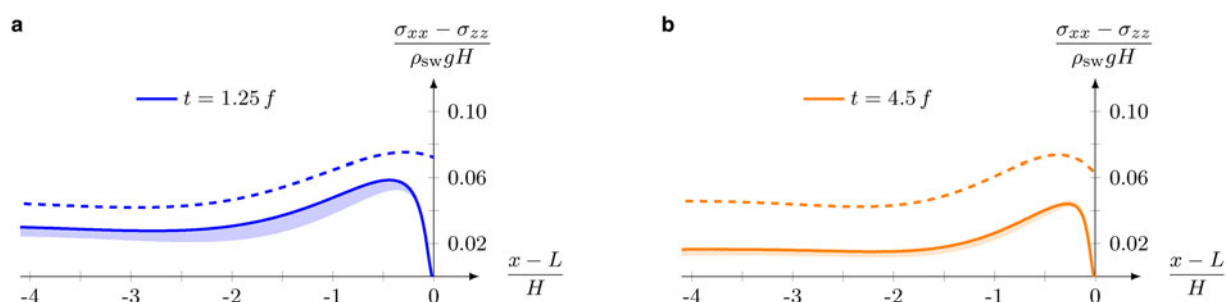 a
σxx − σzz
ρswgH
t = 1.25 f
0.10
0.06
0.02
x − L
H
-4 -3 -2 -1 0
b
σxx − σzz
ρswgH
t = 4.5 f
0.10
0.06
0.02
x − L
H
-4 -3 -2 -1 0